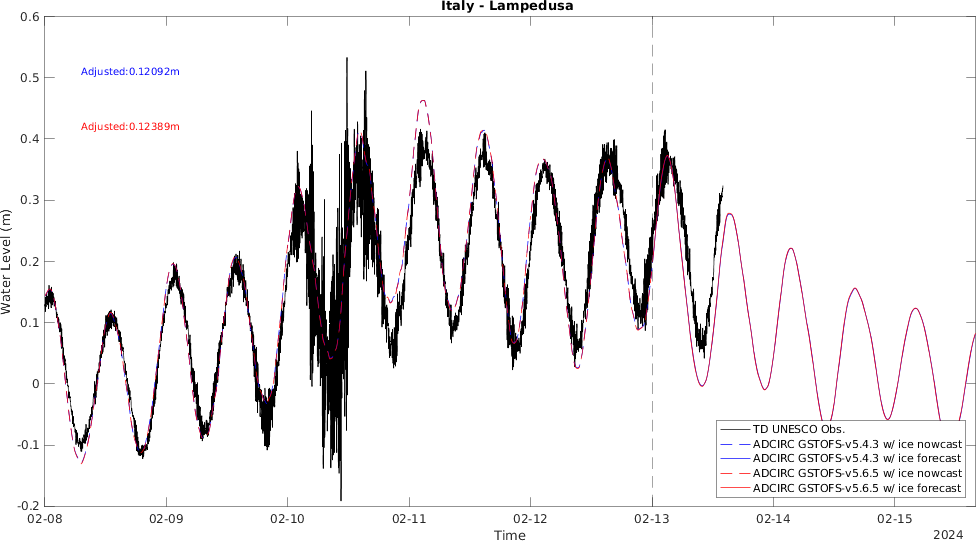 Italy - Lampedusa
0.6
0.5
0.4
0.3
0.2
0.1
0
-0.1
-0.2
Water Level (m)
Adjusted:0.12092m
Adjusted:0.12389m
TD UNESCO Obs.
ADCIRC GSTOFS-v5.4.3 w/ ice nowcast
ADCIRC GSTOFS-v5.4.3 w/ ice forecast
ADCIRC GSTOFS-v5.6.5 w/ ice nowcast
ADCIRC GSTOFS-v5.6.5 w/ ice forecast
02-08 02-09 02-10 02-11 02-12 02-13 02-14 02-15
Time
2024